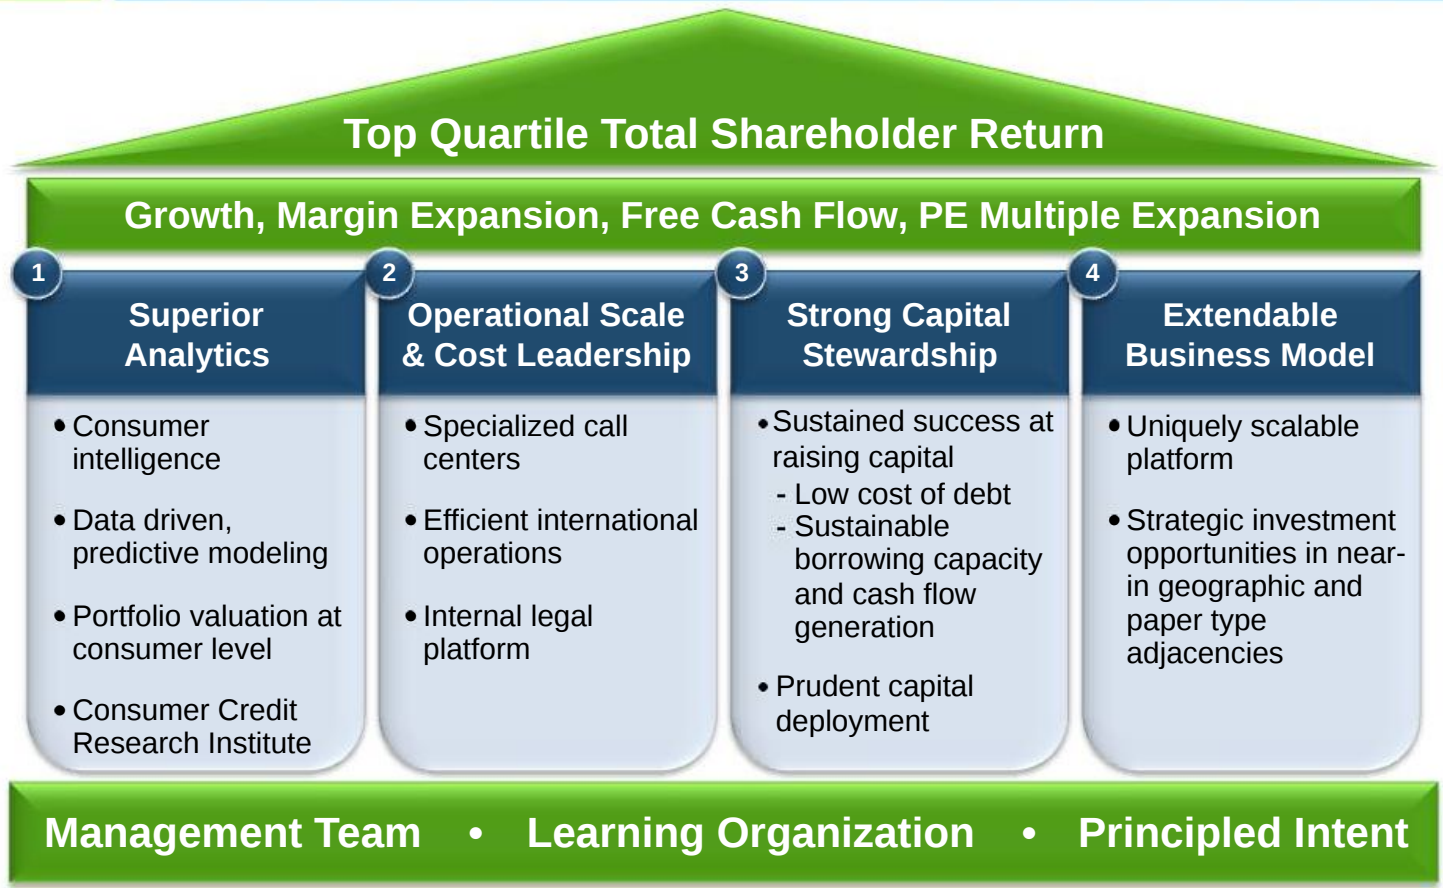 Top Quartile Total Shareholder Return
Growth, Margin Expansion, Free Cash Flow, PE Multiple Expansion
1
Superior
Analytics
• Consumer
intelligence
• Data driven,
predictive modeling
• Portfolio valuation at
consumer level
• Consumer Credit
Research Institute
2
Operational Scale
& Cost Leadership
• Specialized call
centers
• Efficient international
operations
• Internal legal
platform
3
Strong Capital
Stewardship
• Sustained success at
raising capital
- Low cost of debt
- Sustainable
borrowing capacity
and cash flow
generation
• Prudent capital
deployment
4
Extendable
Business Model
• Uniquely scalable
platform
• Strategic investment
opportunities in near-
in geographic and
paper type
adjacencies
Management Team • Learning Organization • Principled Intent